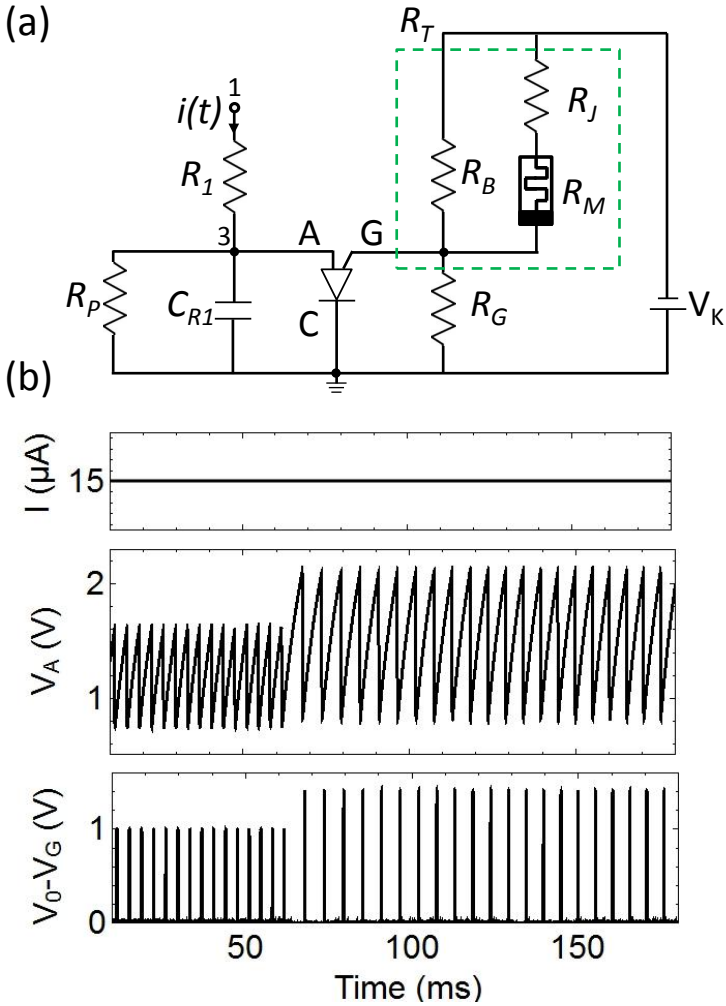 (a)
R_T
1
i(t)
R_J
R_1
R_B
R_M
3
A
G
R_P
C_R1
C
R_G
V_K
(b)
I (μA)
15
V_A (V)
2
1
V_0-V_G (V)
1
0
50
100
150
Time (ms)